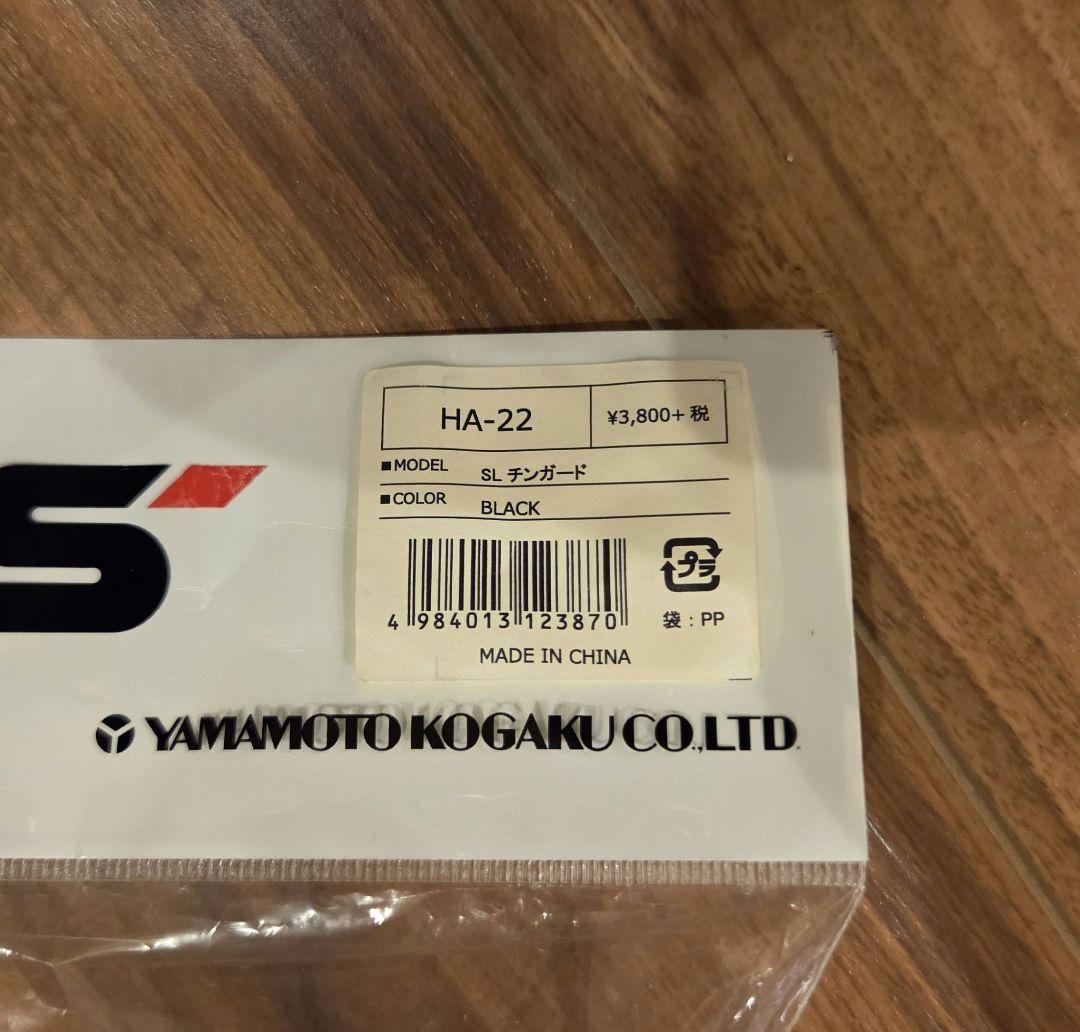 HA-22 ¥3,800+ 税
■MODEL SL チンガード
■COLOR BLACK
プラ
4 984013 123870
袋：PP
MADE IN CHINA
S
YAMAMOTO KOGAKU CO.,LTD.